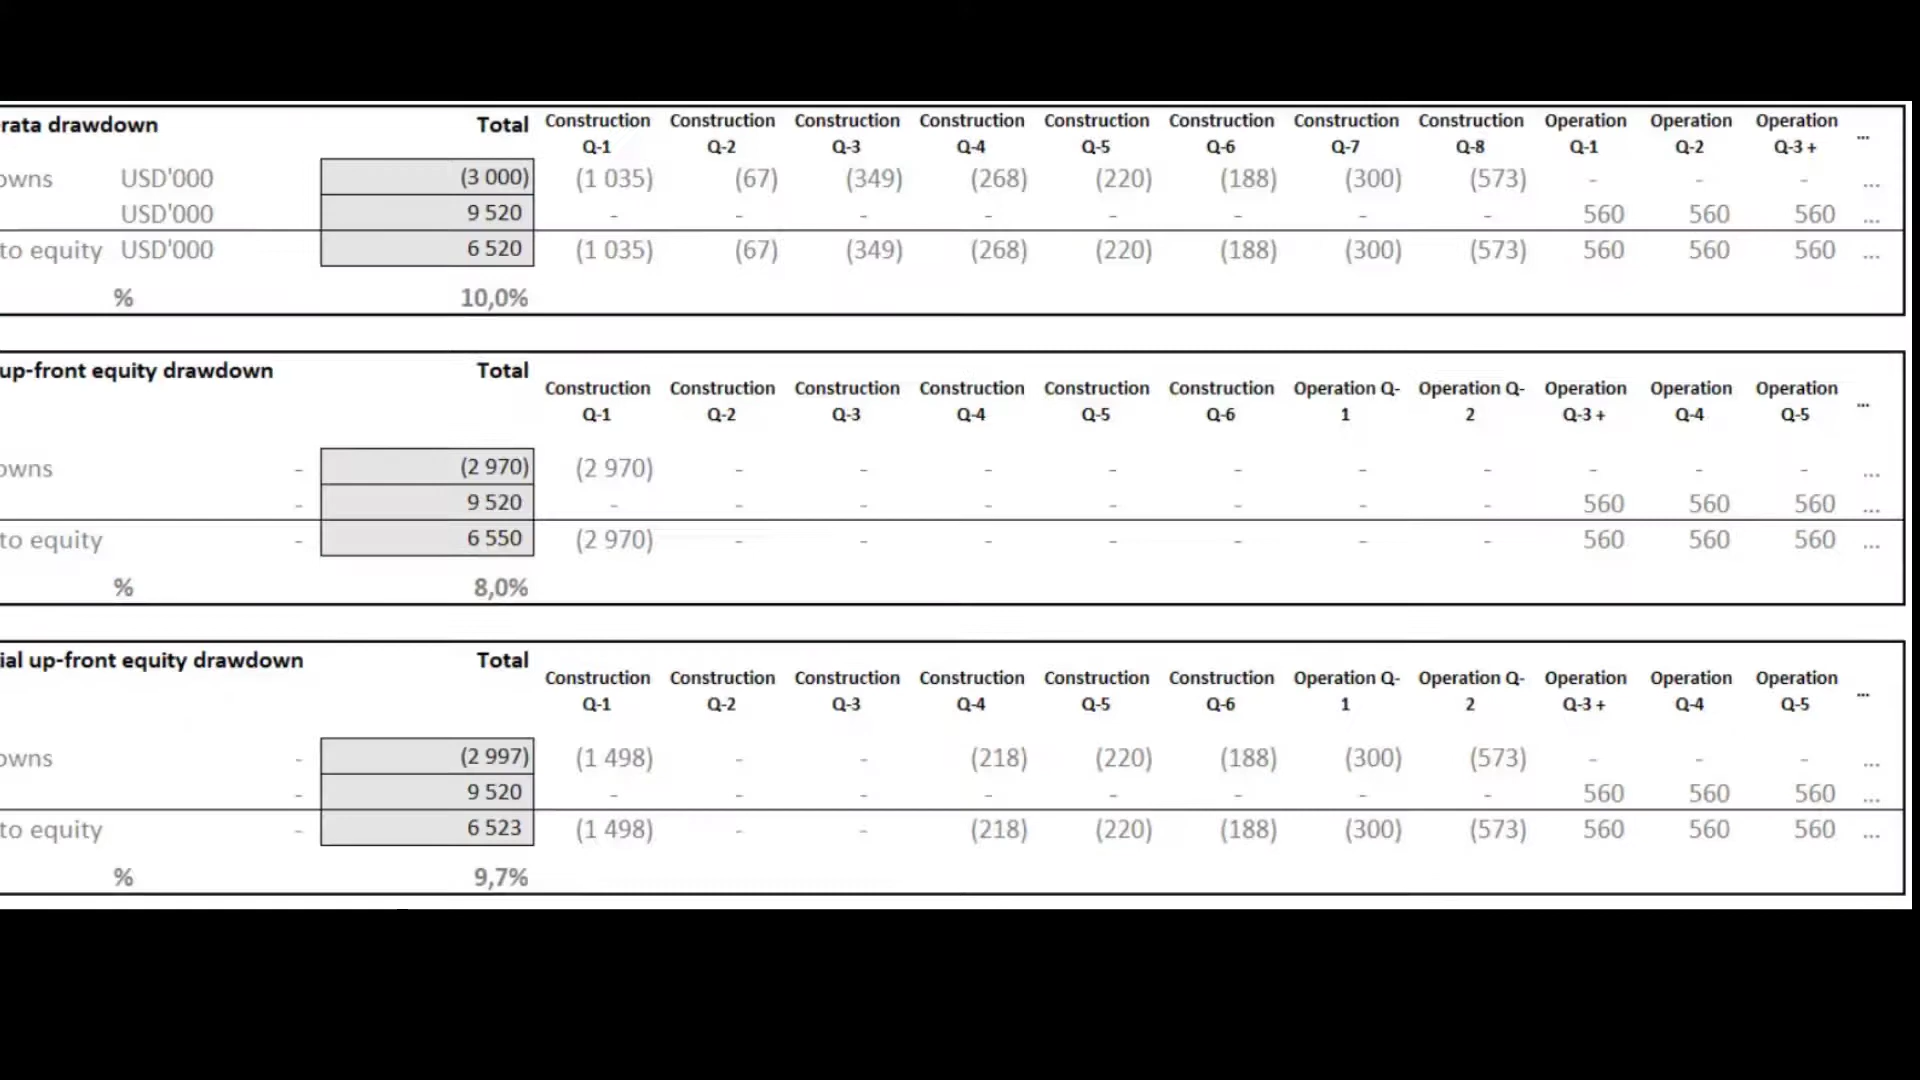 rata drawdown Total Construction Q-1 Construction Q-2 Construction Q-3 Construction Q-4 Construction Q-5 Construction Q-6 Construction Q-7 Construction Q-8 Operation Q-1 Operation Q-2 Operation Q-3 + ...
owns USD'000 (3 000) (1 035) (67) (349) (268) (220) (188) (300) (573) - - - ...
USD'000 9 520 - - - - - - - - 560 560 560 ...
to equity USD'000 6 520 (1 035) (67) (349) (268) (220) (188) (300) (573) 560 560 560 ...
% 10,0%
up-front equity drawdown Total Construction Q-1 Construction Q-2 Construction Q-3 Construction Q-4 Construction Q-5 Construction Q-6 Operation Q-1 Operation Q-2 Operation Q-3 + Operation Q-4 Operation Q-5 ...
owns - (2 970) (2 970) - - - - - - - - - - ...
- 9 520 - - - - - - - - 560 560 560 ...
to equity - 6 550 (2 970) - - - - - - - 560 560 560 ...
% 8,0%
ial up-front equity drawdown Total Construction Q-1 Construction Q-2 Construction Q-3 Construction Q-4 Construction Q-5 Construction Q-6 Operation Q-1 Operation Q-2 Operation Q-3 + Operation Q-4 Operation Q-5 ...
owns - (2 997) (1 498) - - (218) (220) (188) (300) (573) - - - ...
- 9 520 - - - - - - - - 560 560 560 ...
to equity - 6 523 (1 498) - - (218) (220) (188) (300) (573) 560 560 560 ...
% 9,7%